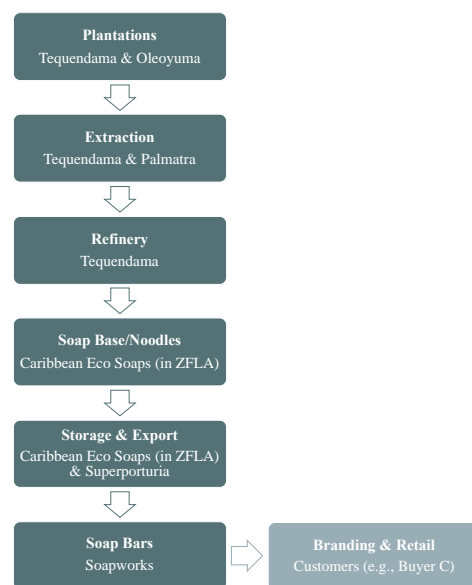 Plantations
Tequendama & Oleoyuma
Extraction
Tequendama & Palmatra
Refinery
Tequendama
Soap Base/Noodles
Caribbean Eco Soaps (in ZFLA)
Storage & Export
Caribbean Eco Soaps (in ZFLA)
& Superporturia
Soap Bars
Soapworks
Branding & Retail
Customers (e.g., Buyer C)